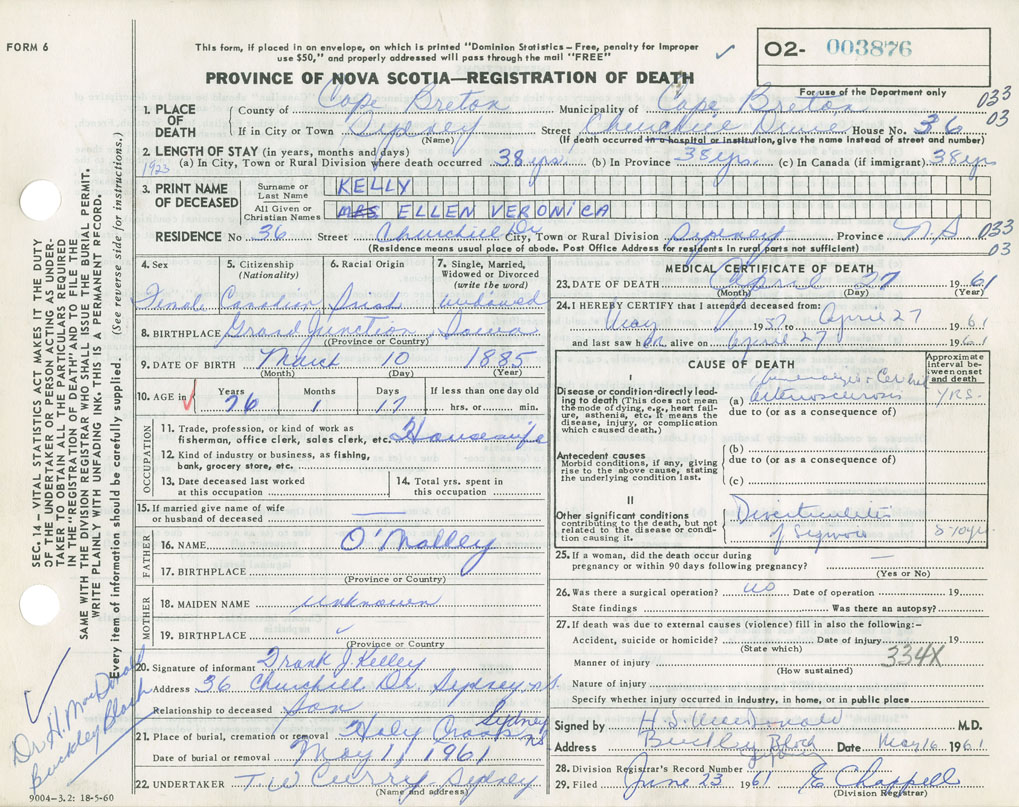 FORM 6
This form, if placed in an envelope, on which is printed "Dominion Statistics – Free, penalty for improper
use $50," and properly addressed will pass through the mail "FREE"
✓
O2- 003876
For use of the Department only
PROVINCE OF NOVA SCOTIA—REGISTRATION OF DEATH
033
03
1. PLACE OF DEATH
County of Cape Breton Municipality of Cape Breton
If in City or Town Sydney Street Churchill Drive House No. 36
(Name) (If death occurred in a hospital or institution, give the name instead of street and number)
2. LENGTH OF STAY (in years, months and days)
1923 (a) In City, Town or Rural Division where death occurred 38 yrs (b) In Province 38 yrs (c) In Canada (if immigrant) 38 yrs
3. PRINT NAME OF DECEASED
Surname or Last Name KELLY
All Given or Christian Names MRS ELLEN VERONICA
RESIDENCE No 36 Street Churchill Dr City, Town or Rural Division Sydney Province N S 033
03
(Residence means usual place of abode. Post Office Address for residents in rural parts not sufficient)
4. Sex Female
5. Citizenship (Nationality) Canadian
6. Racial Origin Irish
7. Single, Married, Widowed or Divorced (write the word) widowed
8. BIRTHPLACE Grand Junction Iowa
(Province or Country)
9. DATE OF BIRTH March 10 1885
(Month) (Day) (Year)
10. AGE in Years 76 Months 1 Days 17 If less than one day old
hrs. or min.
OCCUPATION
11. Trade, profession, or kind of work as
fisherman, office clerk, sales clerk, etc. Housewife
12. Kind of industry or business, as fishing,
bank, grocery store, etc.
13. Date deceased last worked
at this occupation
14. Total yrs. spent in
this occupation
15. If married give name of wife
or husband of deceased —
FATHER
16. NAME O'Malley
17. BIRTHPLACE
(Province or Country)
MOTHER
18. MAIDEN NAME unknown
19. BIRTHPLACE ✓
(Province or Country)
20. Signature of informant Frank J Kelley
Address 36 Churchill Dr. Sydney NS
Relationship to deceased Son
21. Place of burial, cremation or removal Holy Cross Sydney NS
Date of burial or removal May 1, 1961
22. UNDERTAKER T. W Curry, Sydney
(Name and address)
9004-3.2: 18-5-60
MEDICAL CERTIFICATE OF DEATH
23. DATE OF DEATH April 27 1961
(Month) (Day) (Year)
24. I HEREBY CERTIFY that I attended deceased from:
May 1957 to April 27 1961
and last saw her alive on April 27 1961
CAUSE OF DEATH
Approximate interval between onset and death
I
Disease or condition directly leading to death (This does not mean
the mode of dying, e.g., heart failure, asthenia, etc. It means the
disease, injury, or complication
which caused death.)
(a) arteriosclerosis YRS.
due to (or as a consequence of)
Antecedent causes
Morbid conditions, if any, giving
rise to the above cause, stating
the underlying condition last.
(b)
due to (or as a consequence of)
(c)
II
Other significant conditions
contributing to the death, but not
related to the disease or condition causing it.
Diverticulitis
of Sigmoid
25. If a woman, did the death occur during
pregnancy or within 90 days following pregnancy? —
(Yes or No)
26. Was there a surgical operation? no Date of operation 19
State findings Was there an autopsy?
27. If death was due to external causes (violence) fill in also the following:-
Accident, suicide or homicide? Date of injury 19
(State which) 334X
Manner of injury
(How sustained)
Nature of injury
Specify whether injury occurred in industry, in home, or in public place
Signed by H. S. MacDonald M.D.
Address Buckley Block Sydney Date May 16 1961
28. Division Registrar's Record Number
29. Filed June 23 1961 E Chappell
(Division Registrar)
SEC. 14 – VITAL STATISTICS ACT MAKES IT THE DUTY
OF THE UNDERTAKER OR PERSON ACTING AS UNDERTAKER TO OBTAIN ALL THE PARTICULARS REQUIRED
IN THE "REGISTRATION OF DEATH" AND TO FILE THE
SAME WITH THE DIVISION REGISTRAR WHO SHALL ISSUE THE BURIAL PERMIT.
WRITE PLAINLY WITH UNFADING INK. THIS IS A PERMANENT RECORD.
Every item of information should be carefully supplied. (See reverse side for instructions.)
Dr. H. MacDonald
Buckley Block